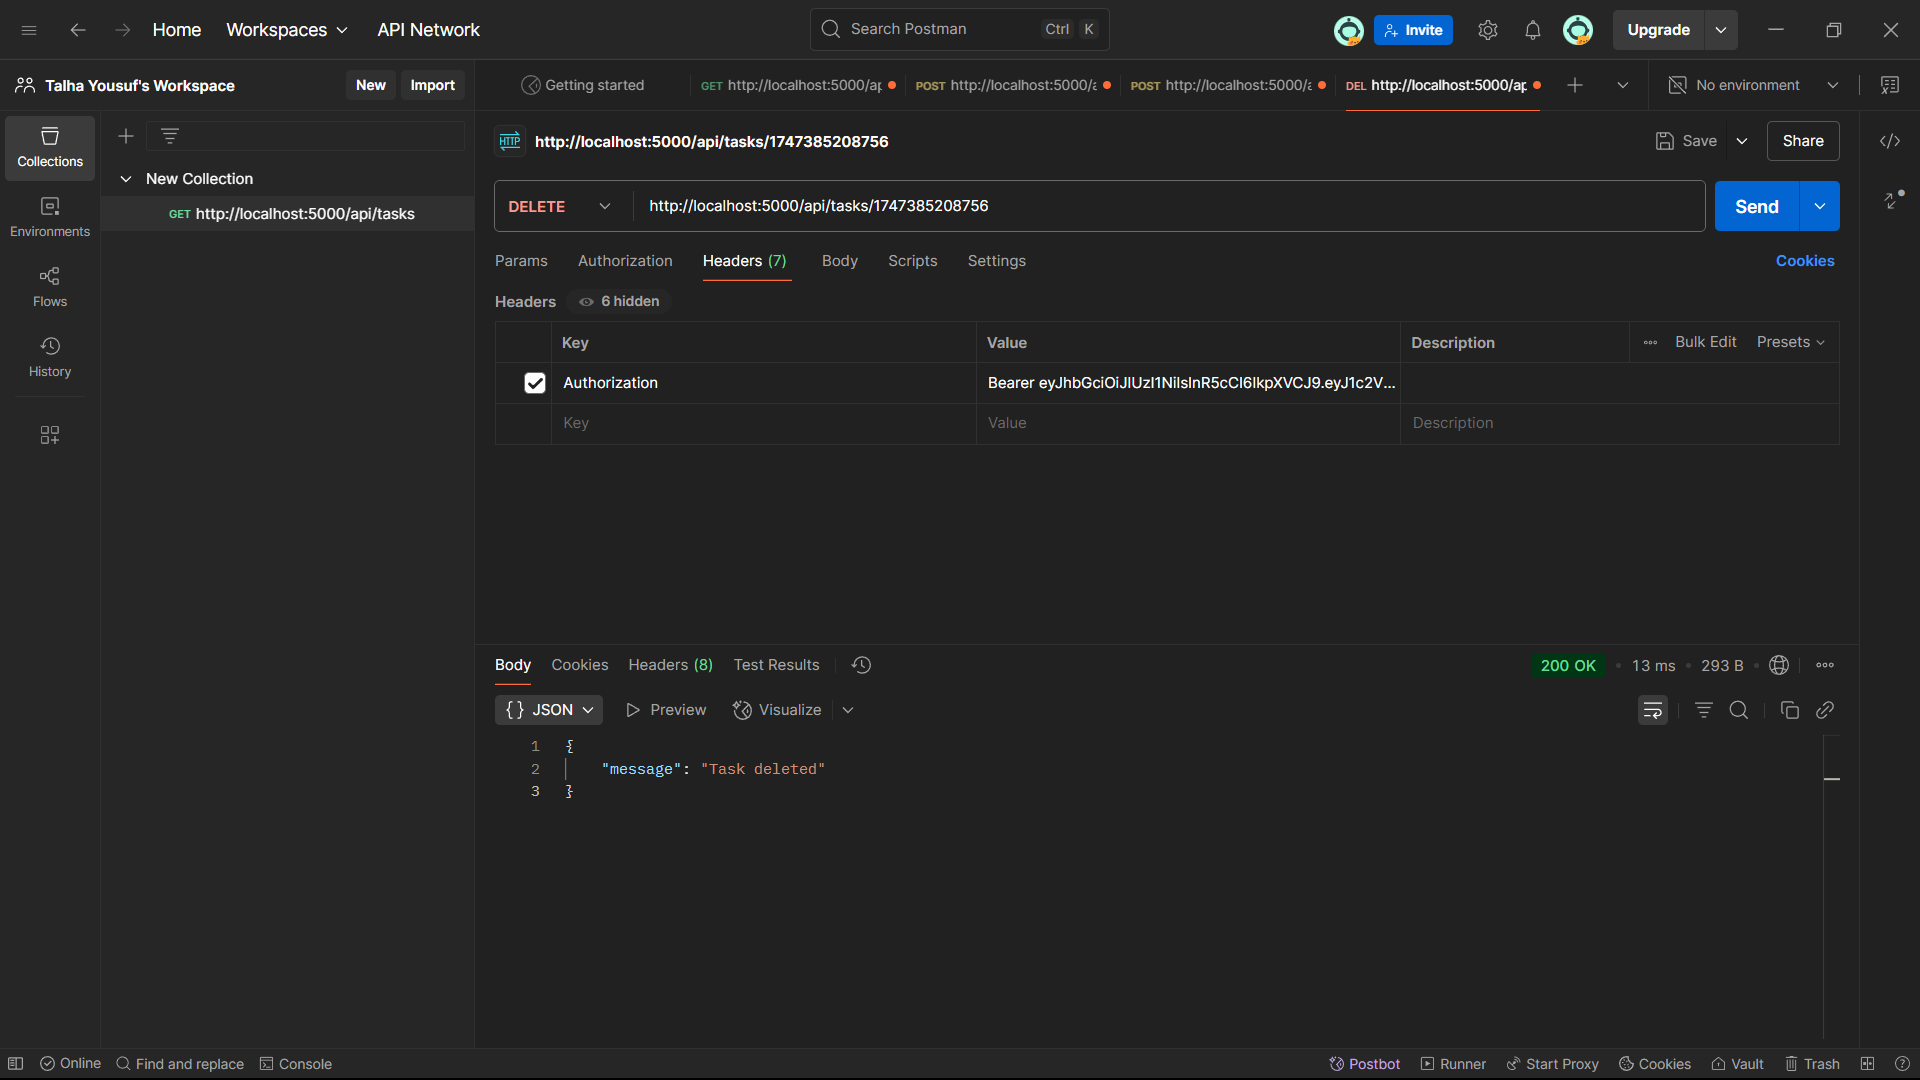 Home Workspaces API Network Search Postman Ctrl K Invite Upgrade
Talha Yousuf's Workspace New Import Getting started GET http://localhost:5000/ap POST http://localhost:5000/a POST http://localhost:5000/a DEL http://localhost:5000/ap No environment
Collections
Environments
Flows
History
New Collection
GET http://localhost:5000/api/tasks
HTTP http://localhost:5000/api/tasks/1747385208756 Save Share
DELETE http://localhost:5000/api/tasks/1747385208756 Send
Params Authorization Headers (7) Body Scripts Settings Cookies
Headers 6 hidden
Key Value Description Bulk Edit Presets
Authorization Bearer eyJhbGciOiJIUzI1NiIsInR5cCI6IkpXVCJ9.eyJ1c2V...
Key Value Description
Body Cookies Headers (8) Test Results 200 OK • 13 ms • 293 B
{} JSON Preview Visualize
1 {
2 "message": "Task deleted"
3 }
Online Find and replace Console Postbot Runner Start Proxy Cookies Vault Trash